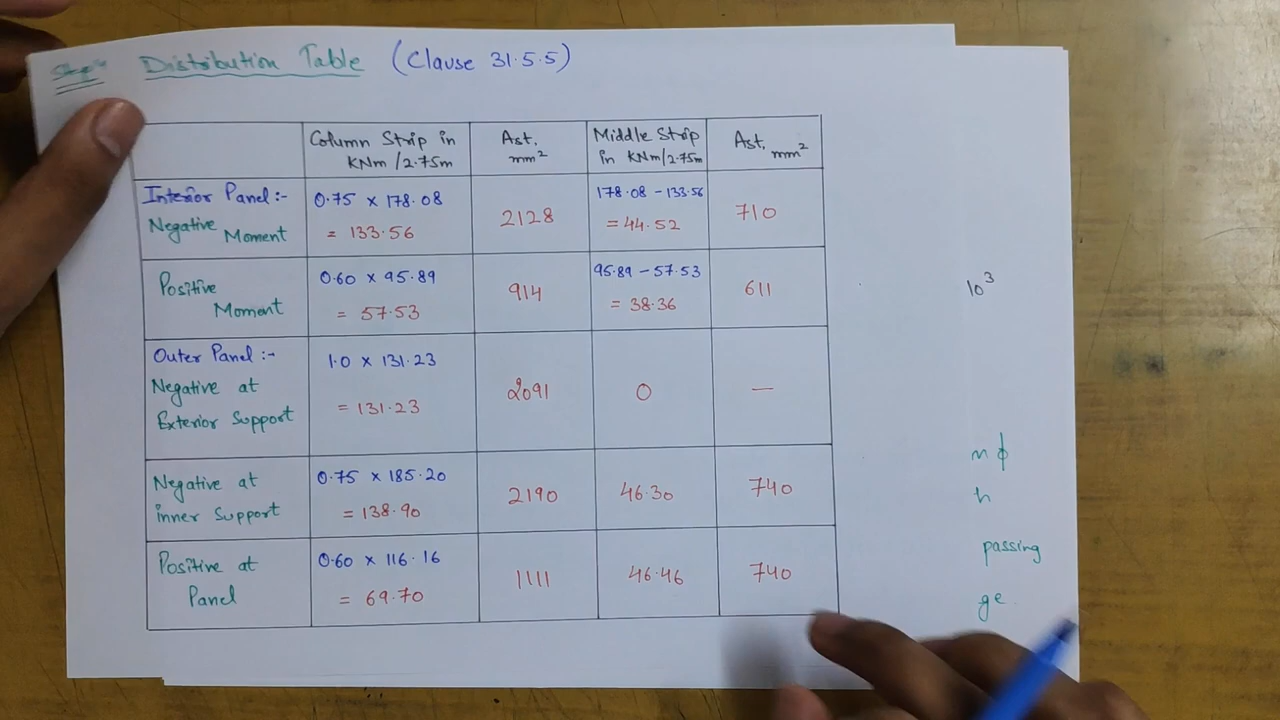 Step:-
Distribution Table (Clause 31.5.5)
Column Strip in
KNm /2.75m
Ast,
mm²
Middle Strip
in KNm/2.75m
Ast, mm²
Interior Panel:-
Negative Moment
0.75 x 178.08
= 133.56
2128
178.08 - 133.56
= 44.52
710
Positive
Moment
0.60 x 95.89
= 57.53
914
95.89 - 57.53
= 38.36
611
Outer Panel :-
Negative at
Exterior Support
1.0 x 131.23
= 131.23
2091
0
—
Negative at
inner Support
0.75 x 185.20
= 138.90
2190
46.30
740
Positive at
Panel
0.60 x 116.16
= 69.70
1111
46.46
740
10³
n ϕ
h
passing
ge